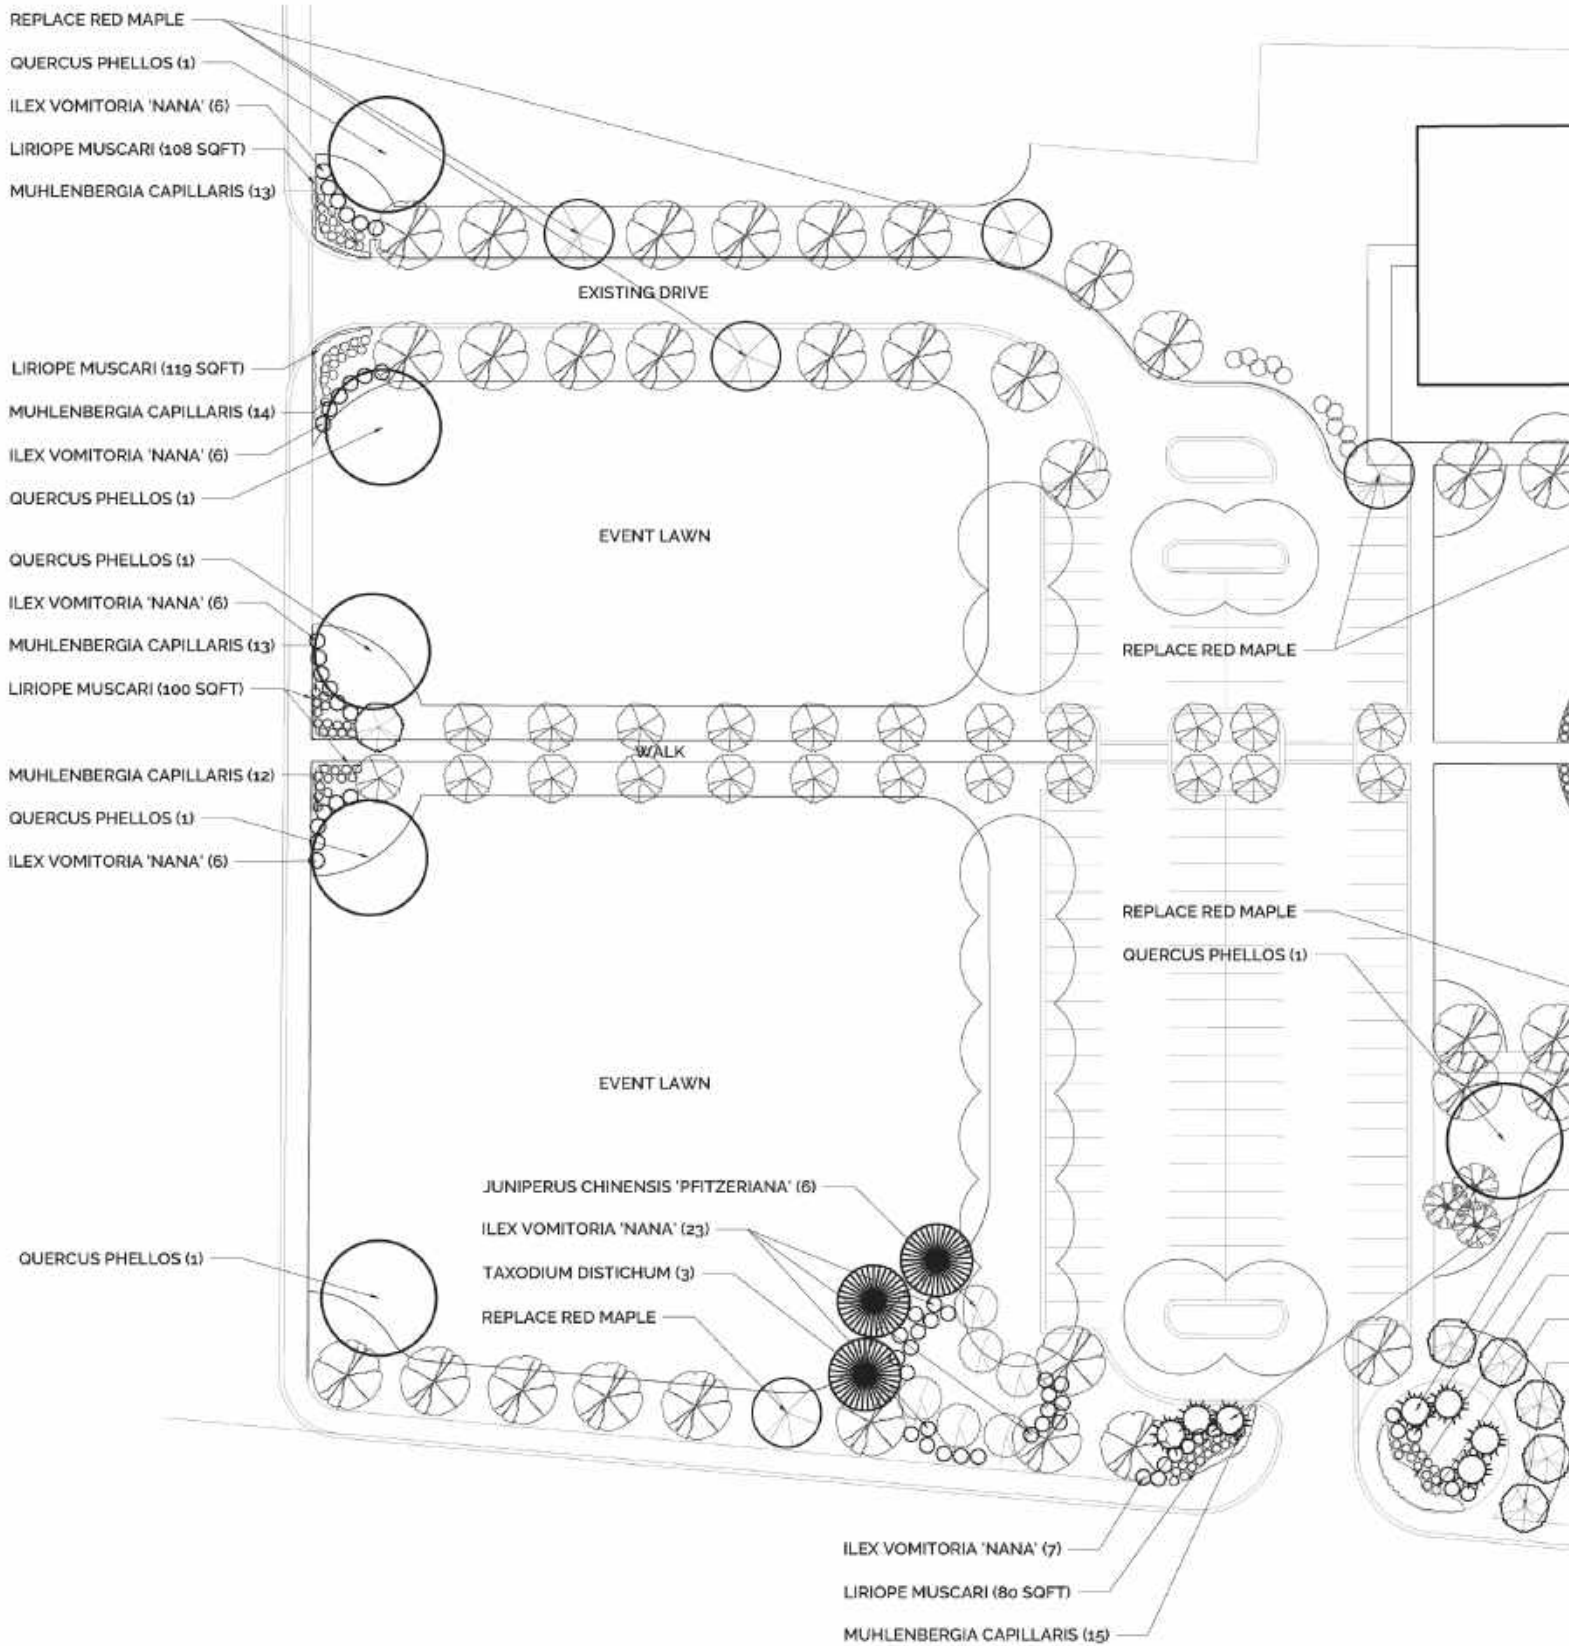 REPLACE RED MAPLE
QUERCUS PHELLOS (1)
ILEX VOMITORIA 'NANA' (6)
LIRIOPE MUSCARI (108 SQFT)
MUHLENBERGIA CAPILLARIS (13)
EXISTING DRIVE
LIRIOPE MUSCARI (119 SQFT)
MUHLENBERGIA CAPILLARIS (14)
ILEX VOMITORIA 'NANA' (6)
QUERCUS PHELLOS (1)
EVENT LAWN
QUERCUS PHELLOS (1)
ILEX VOMITORIA 'NANA' (6)
MUHLENBERGIA CAPILLARIS (13)
REPLACE RED MAPLE
LIRIOPE MUSCARI (100 SQFT)
WALK
MUHLENBERGIA CAPILLARIS (12)
QUERCUS PHELLOS (1)
ILEX VOMITORIA 'NANA' (6)
REPLACE RED MAPLE
QUERCUS PHELLOS (1)
EVENT LAWN
JUNIPERUS CHINENSIS 'PFITZERIANA' (6)
ILEX VOMITORIA 'NANA' (23)
QUERCUS PHELLOS (1)
TAXODIUM DISTICHUM (3)
REPLACE RED MAPLE
ILEX VOMITORIA 'NANA' (7)
LIRIOPE MUSCARI (80 SQFT)
MUHLENBERGIA CAPILLARIS (15)